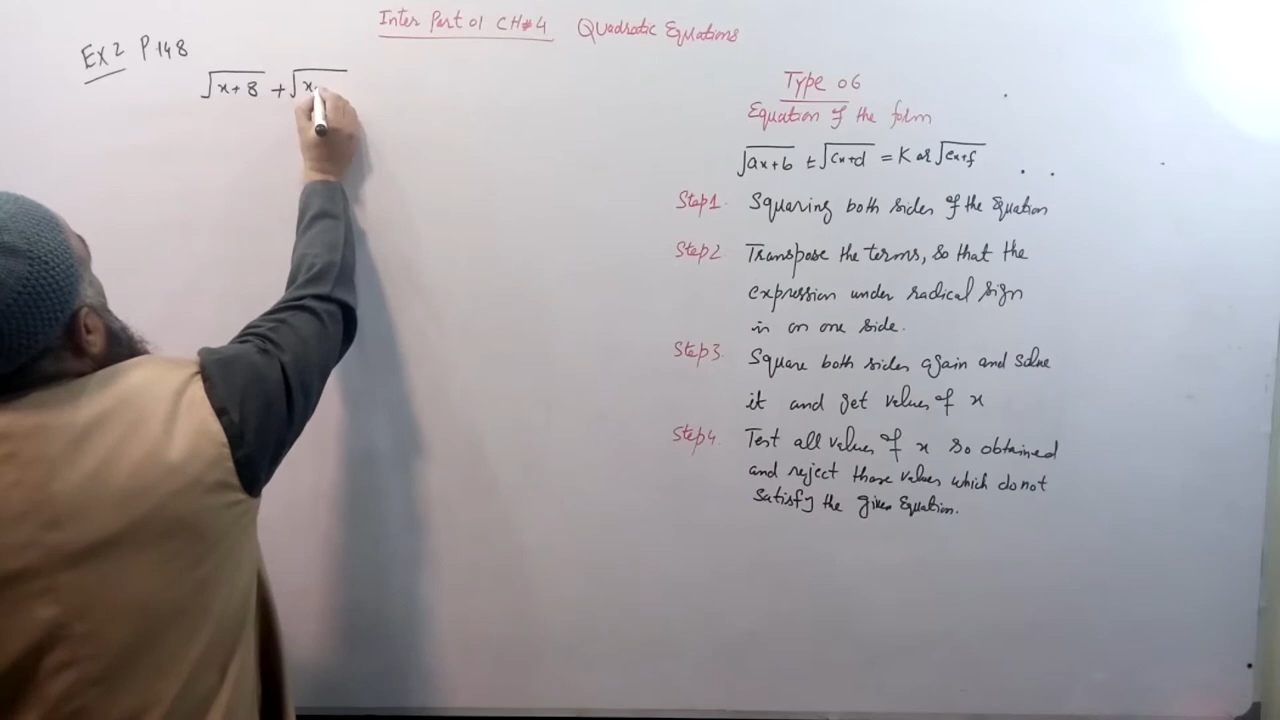 Inter Part 01 CH#4 Quadratic Equations
Ex 2 P 148
√x+8 + √x
Type 06
Equation of the form
√ax+b ± √cx+d = K or √ex+f
Step1. Squaring both sides of the Equation
Step2 Transpose the terms, so that the
expression under radical sign
is on one side.
Step3. Square both sides again and solve
it and get values of x
Step4. Test all values of x so obtained
and reject those values which do not
satisfy the given Equation.